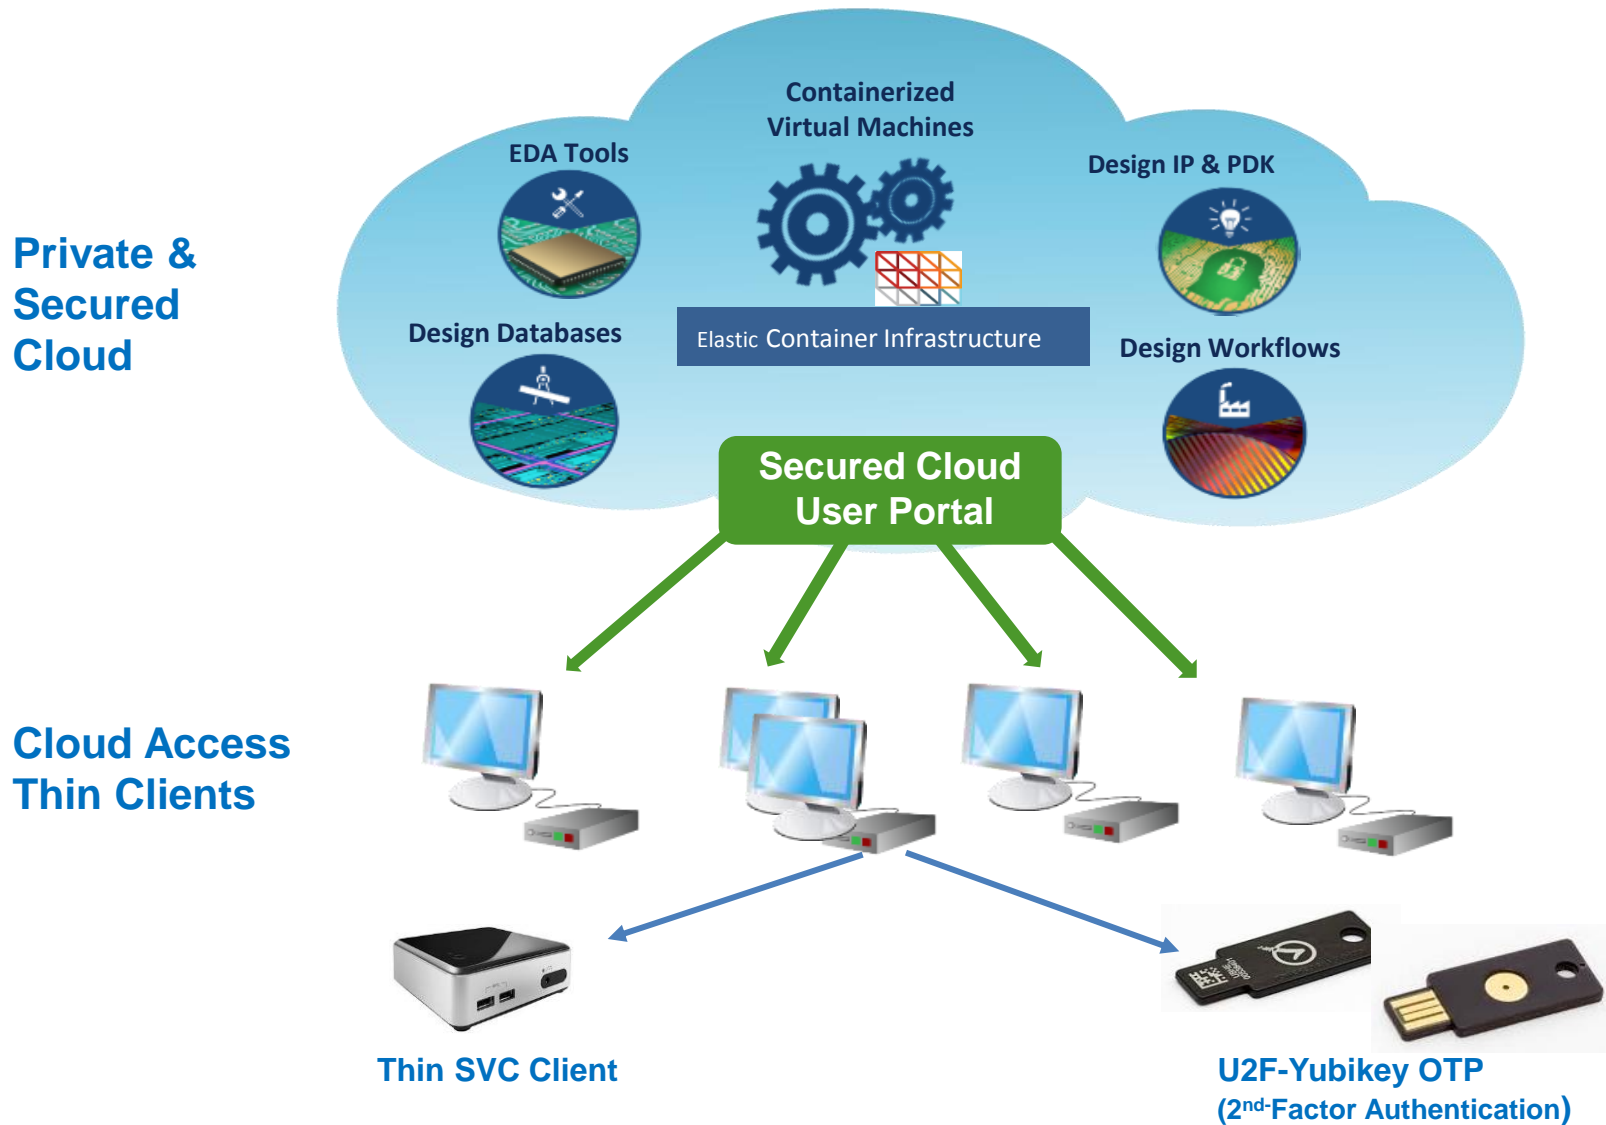 Containerized
Virtual Machines
EDA Tools
Design IP & PDK
Private &
Secured
Cloud
Design Databases
Elastic Container Infrastructure
Design Workflows
Secured Cloud
User Portal
Cloud Access
Thin Clients
Thin SVC Client
U2F-Yubikey OTP
(2nd-Factor Authentication)